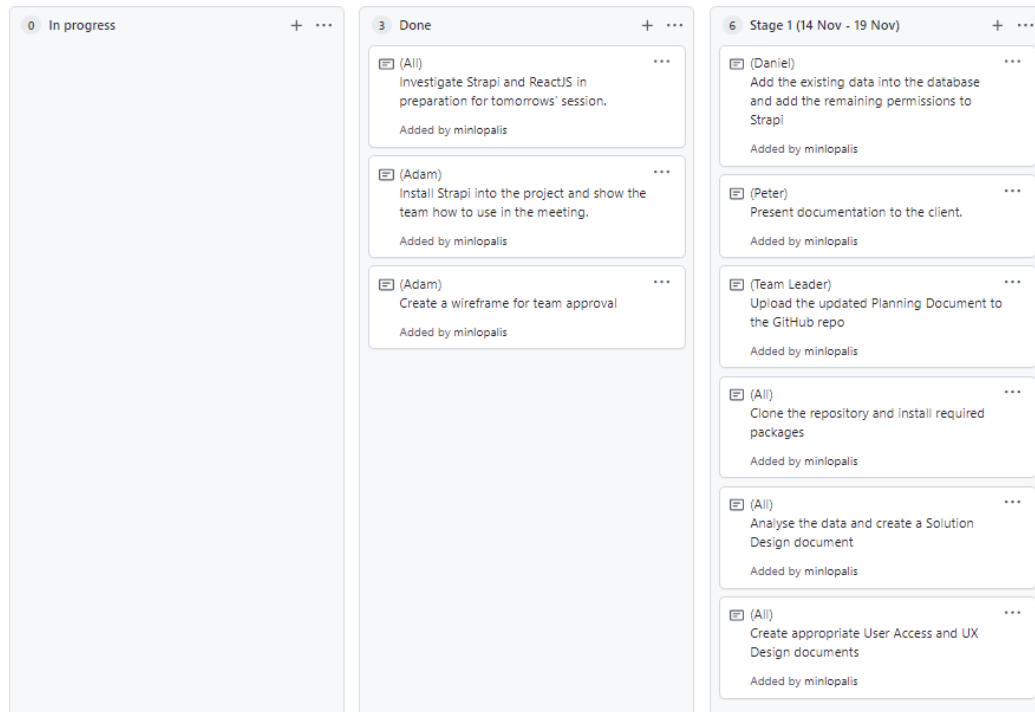 0 In progress + ...
3 Done + ...
(All)
Investigate Strapi and ReactJS in
preparation for tomorrows' session.
Added by minlopalis
(Adam)
Install Strapi into the project and show the
team how to use in the meeting.
Added by minlopalis
(Adam)
Create a wireframe for team approval
Added by minlopalis
6 Stage 1 (14 Nov - 19 Nov) + ...
(Daniel)
Add the existing data into the database
and add the remaining permissions to
Strapi
Added by minlopalis
(Peter)
Present documentation to the client.
Added by minlopalis
(Team Leader)
Upload the updated Planning Document to
the GitHub repo
Added by minlopalis
(All)
Clone the repository and install required
packages
Added by minlopalis
(All)
Analyse the data and create a Solution
Design document
Added by minlopalis
(All)
Create appropriate User Access and UX
Design documents
Added by minlopalis